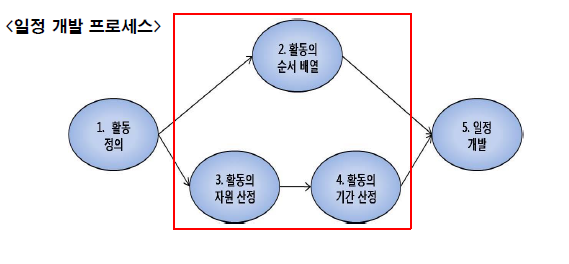 <일정 개발 프로세스>
2. 활동의
순서 배열
1. 활동
정의
5. 일정
개발
3. 활동의
자원 산정
4. 활동의
기간 산정